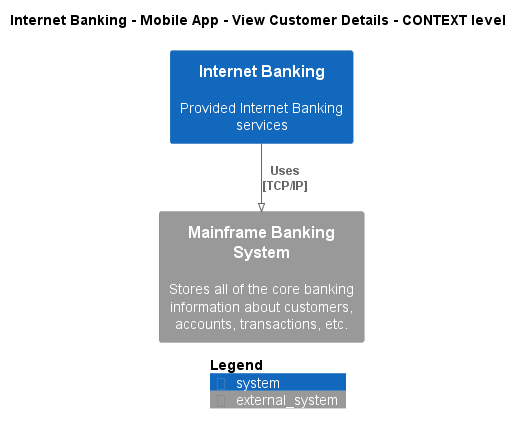 Internet Banking - Mobile App - View Customer Details - CONTEXT level
Internet Banking
Provided Internet Banking
services
Uses
[TCP/IP]
Mainframe Banking
System
Stores all of the core banking
information about customers,
accounts, transactions, etc.
Legend
system
external_system